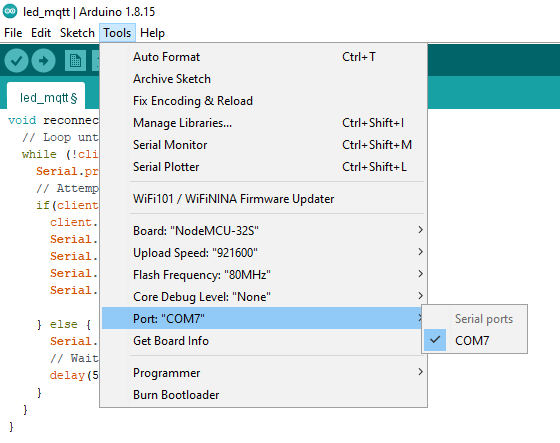 led_mqtt | Arduino 1.8.15
File Edit Sketch Tools Help
led_mqtt §
Auto Format Ctrl+T
Archive Sketch
Fix Encoding & Reload
Manage Libraries... Ctrl+Shift+I
Serial Monitor Ctrl+Shift+M
Serial Plotter Ctrl+Shift+L
WiFi101 / WiFiNINA Firmware Updater
Board: "NodeMCU-32S"
Upload Speed: "921600"
Flash Frequency: "80MHz"
Core Debug Level: "None"
Port: "COM7"
Get Board Info
Programmer
Burn Bootloader
Serial ports
COM7
void reconnec
// Loop unt
while (!cli
Serial.pr
// Attemp
if(client
client.
Serial.
Serial.
Serial.
Serial.
} else {
Serial.
// Wait
delay(5
}
}
}